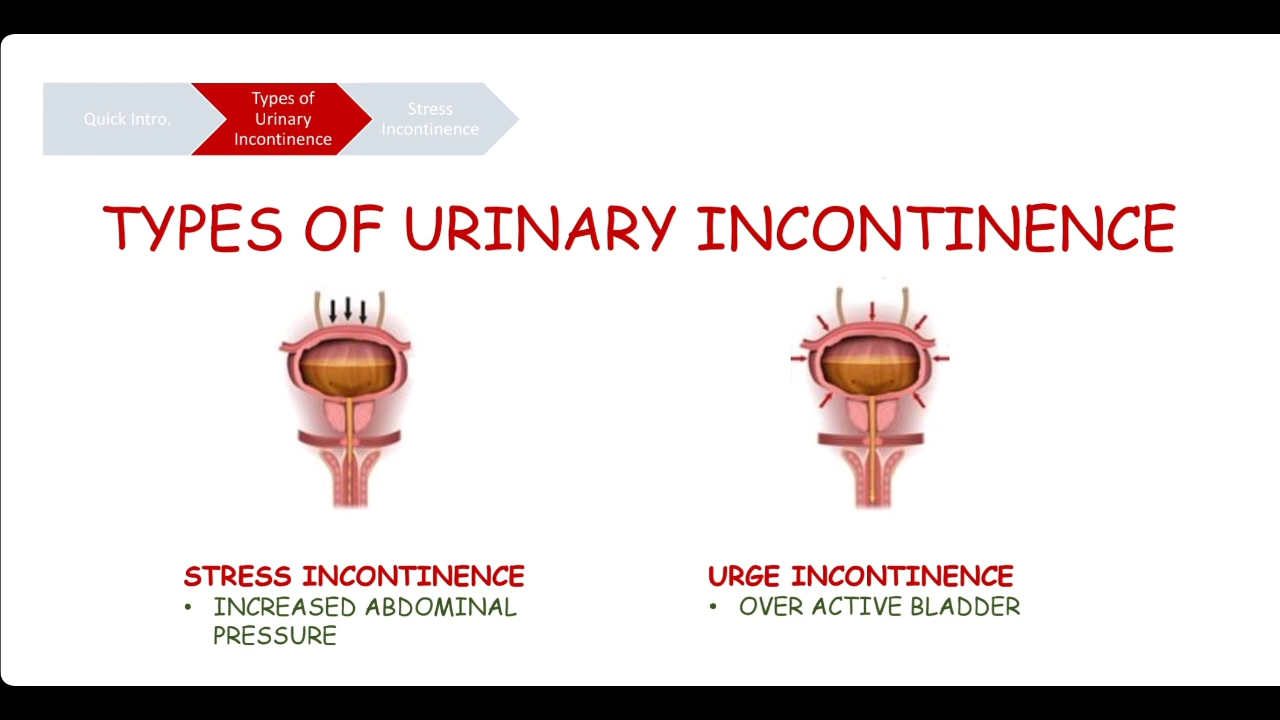 Quick Intro.
Types of
Urinary
Incontinence
Stress
Incontinence
TYPES OF URINARY INCONTINENCE
STRESS INCONTINENCE
• INCREASED ABDOMINAL
PRESSURE
URGE INCONTINENCE
• OVER ACTIVE BLADDER